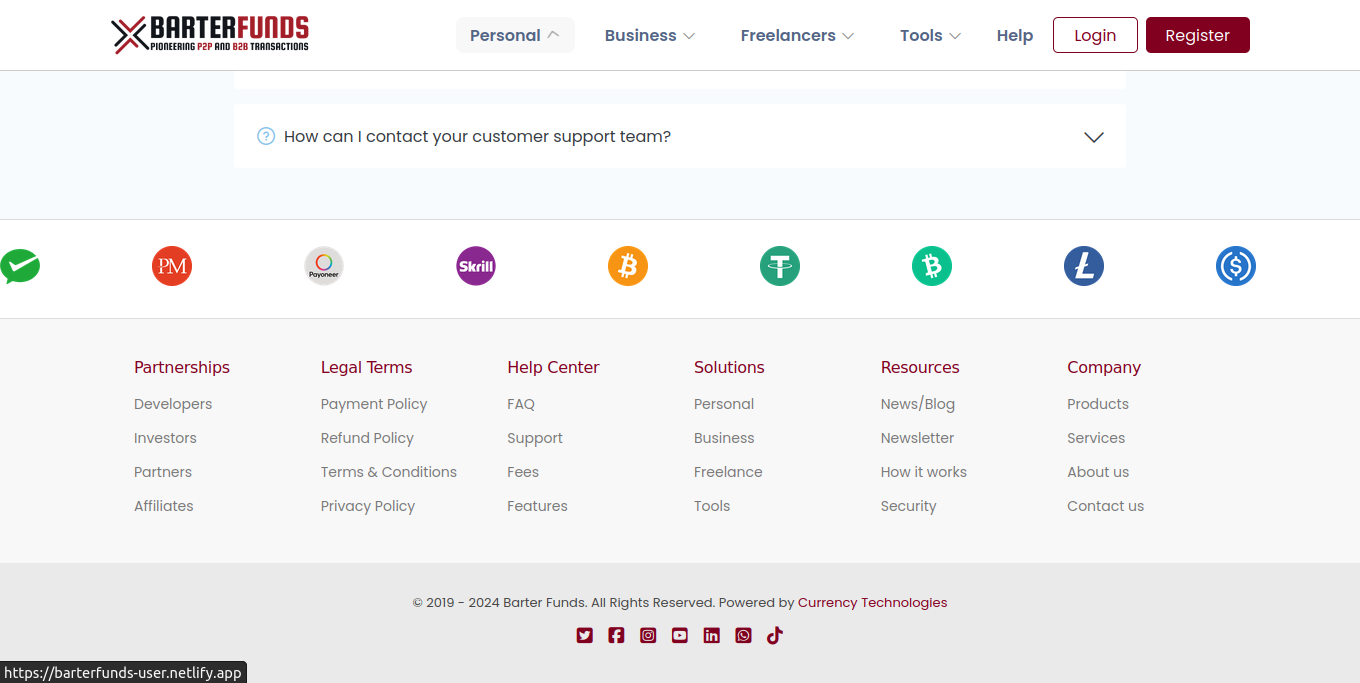 BARTERFUNDS
PIONEERING P2P AND B2B TRANSACTIONS
Personal
Business
Freelancers
Tools
Help
Login
Register
How can I contact your customer support team?
PM
Payoneer
Skrill
Partnerships
Developers
Investors
Partners
Affiliates
Legal Terms
Payment Policy
Refund Policy
Terms & Conditions
Privacy Policy
Help Center
FAQ
Support
Fees
Features
Solutions
Personal
Business
Freelance
Tools
Resources
News/Blog
Newsletter
How it works
Security
Company
Products
Services
About us
Contact us
© 2019 - 2024 Barter Funds. All Rights Reserved. Powered by Currency Technologies
https://barterfunds-user.netlify.app